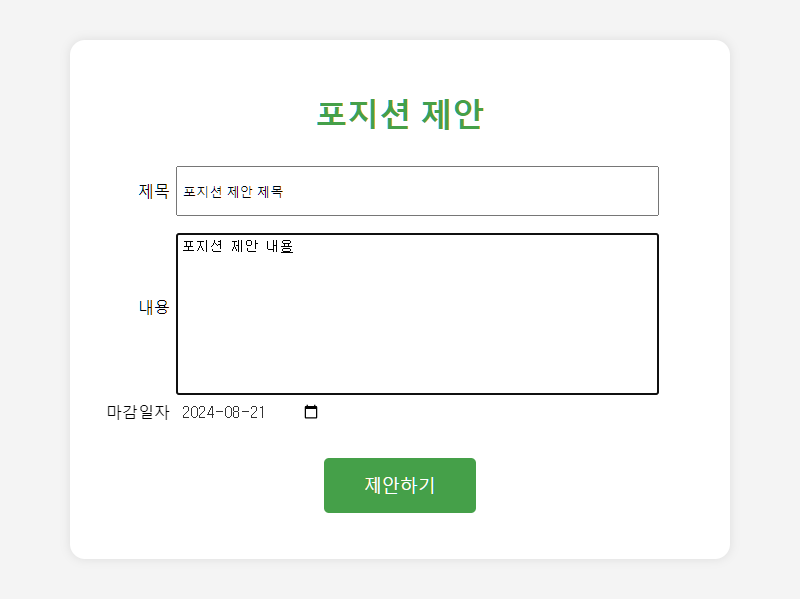 포지션 제안
제목 포지션 제안 제목
내용 포지션 제안 내용
마감일자 2024-08-21
제안하기